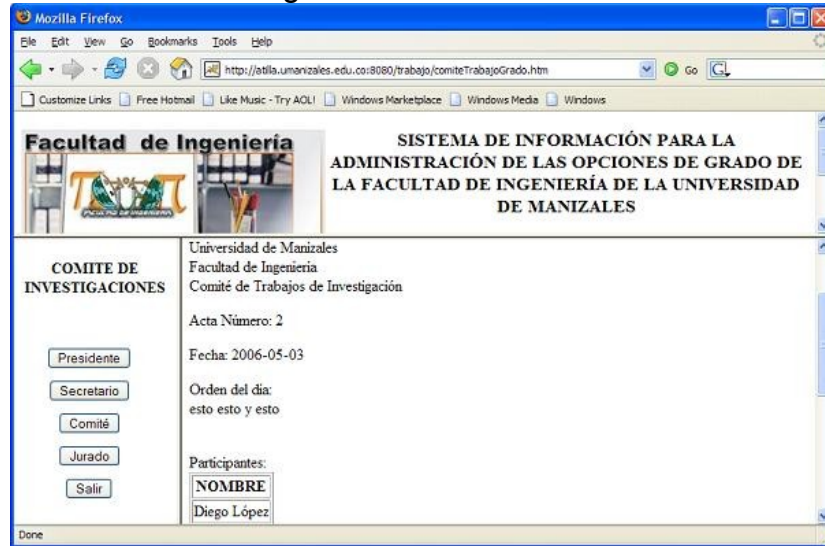 Mozilla Firefox
File Edit View Go Bookmarks Tools Help
http://atilla.umanizales.edu.co:8080/trabajo/comiteTrabajoGrado.htm Go
Customize Links Free Hotmail Like Music - Try AOL! Windows Marketplace Windows Media Windows
Facultad de Ingeniería
SISTEMA DE INFORMACIÓN PARA LA
ADMINISTRACIÓN DE LAS OPCIONES DE GRADO DE
LA FACULTAD DE INGENIERÍA DE LA UNIVERSIDAD
DE MANIZALES
FACULTAD DE INGENIERIA
COMITE DE
INVESTIGACIONES
Presidente
Secretario
Comité
Jurado
Salir
Universidad de Manizales
Facultad de Ingenieria
Comité de Trabajos de Investigación
Acta Número: 2
Fecha: 2006-05-03
Orden del dia:
esto esto y esto
Participantes:
NOMBRE
Diego López
Done